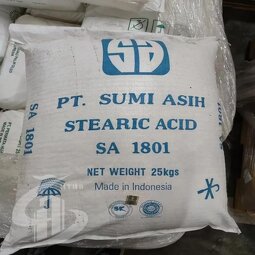 SA
PT. SUMI ASIH
STEARIC ACID
SA 1801
NET WEIGHT 25kgs
Made in Indonesia
SA 1801